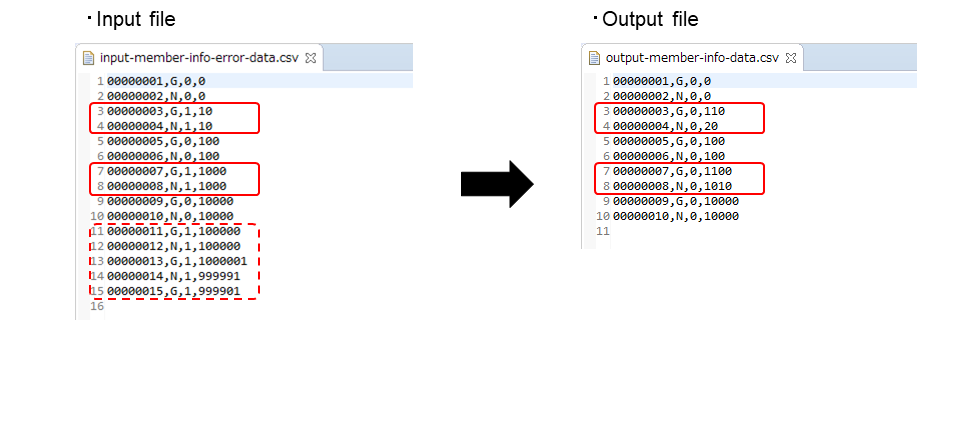 ・Input file
input-member-info-error-data.csv
1 00000001,G,0,0
2 00000002,N,0,0
3 00000003,G,1,10
4 00000004,N,1,10
5 00000005,G,0,100
6 00000006,N,0,100
7 00000007,G,1,1000
8 00000008,N,1,1000
9 00000009,G,0,10000
10 00000010,N,0,10000
11 00000011,G,1,100000
12 00000012,N,1,100000
13 00000013,G,1,1000001
14 00000014,N,1,999991
15 00000015,G,1,999901
16
・Output file
output-member-info-data.csv
1 00000001,G,0,0
2 00000002,N,0,0
3 00000003,G,0,110
4 00000004,N,0,20
5 00000005,G,0,100
6 00000006,N,0,100
7 00000007,G,0,1100
8 00000008,N,0,1010
9 00000009,G,0,10000
10 00000010,N,0,10000
11